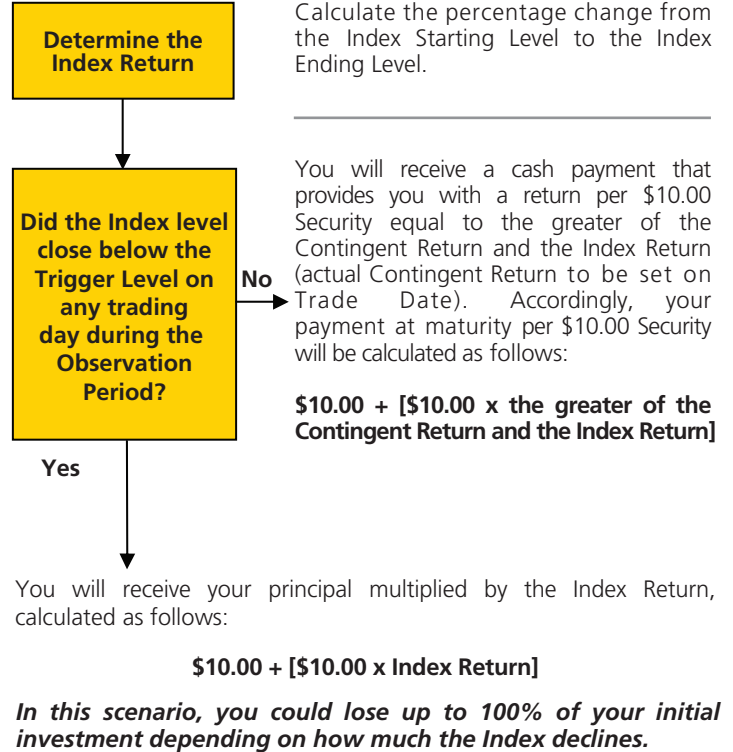 Determine the
Index Return
Calculate the percentage change from
the Index Starting Level to the Index
Ending Level.
Did the Index level
close below the
Trigger Level on
any trading
day during the
Observation
Period?
No
You will receive a cash payment that
provides you with a return per $10.00
Security equal to the greater of the
Contingent Return and the Index Return
(actual Contingent Return to be set on
Trade Date). Accordingly, your
payment at maturity per $10.00 Security
will be calculated as follows:
$10.00 + [$10.00 x the greater of the
Contingent Return and the Index Return]
Yes
You will receive your principal multiplied by the Index Return,
calculated as follows:
$10.00 + [$10.00 x Index Return]
In this scenario, you could lose up to 100% of your initial
investment depending on how much the Index declines.